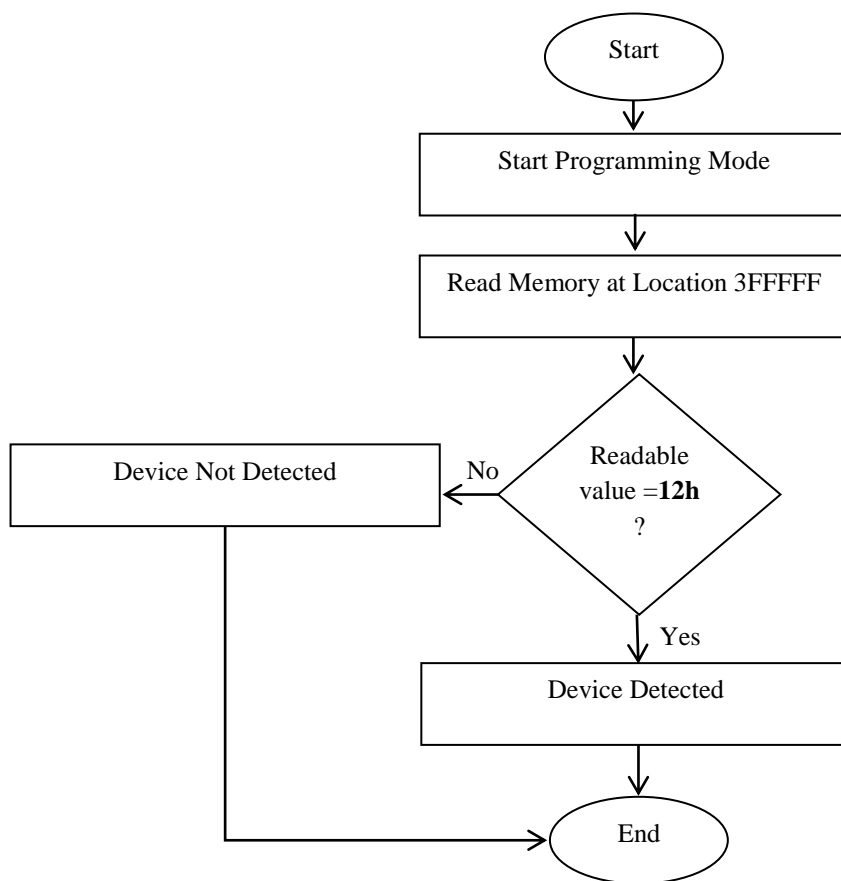 Start
Start Programming Mode
Read Memory at Location 3FFFFF
Readable
value =12h
?
No
Device Not Detected
Yes
Device Detected
End